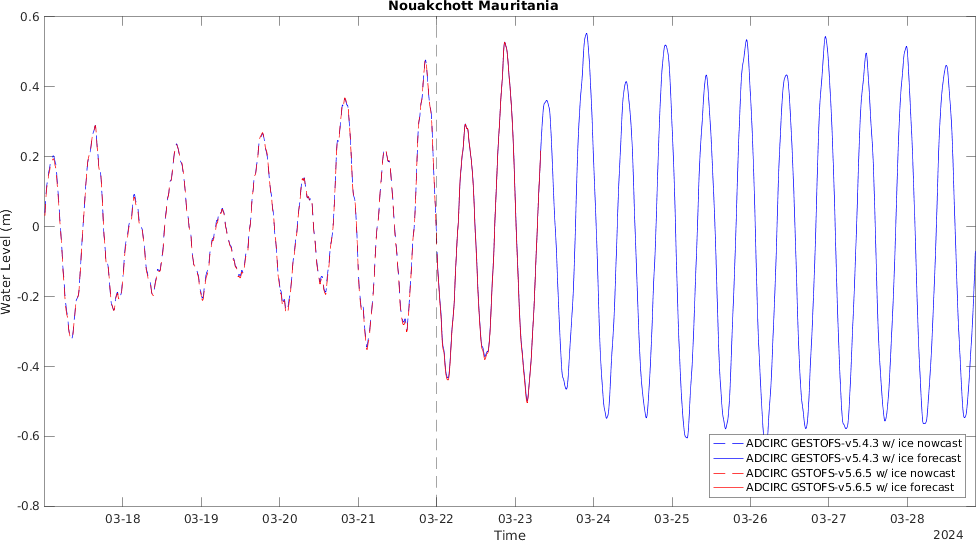 Nouakchott Mauritania
0.6
0.4
0.2
0
-0.2
-0.4
-0.6
-0.8
Water Level (m)
ADCIRC GESTOFS-v5.4.3 w/ ice nowcast
ADCIRC GESTOFS-v5.4.3 w/ ice forecast
ADCIRC GSTOFS-v5.6.5 w/ ice nowcast
ADCIRC GSTOFS-v5.6.5 w/ ice forecast
03-18 03-19 03-20 03-21 03-22 03-23 03-24 03-25 03-26 03-27 03-28
Time
2024